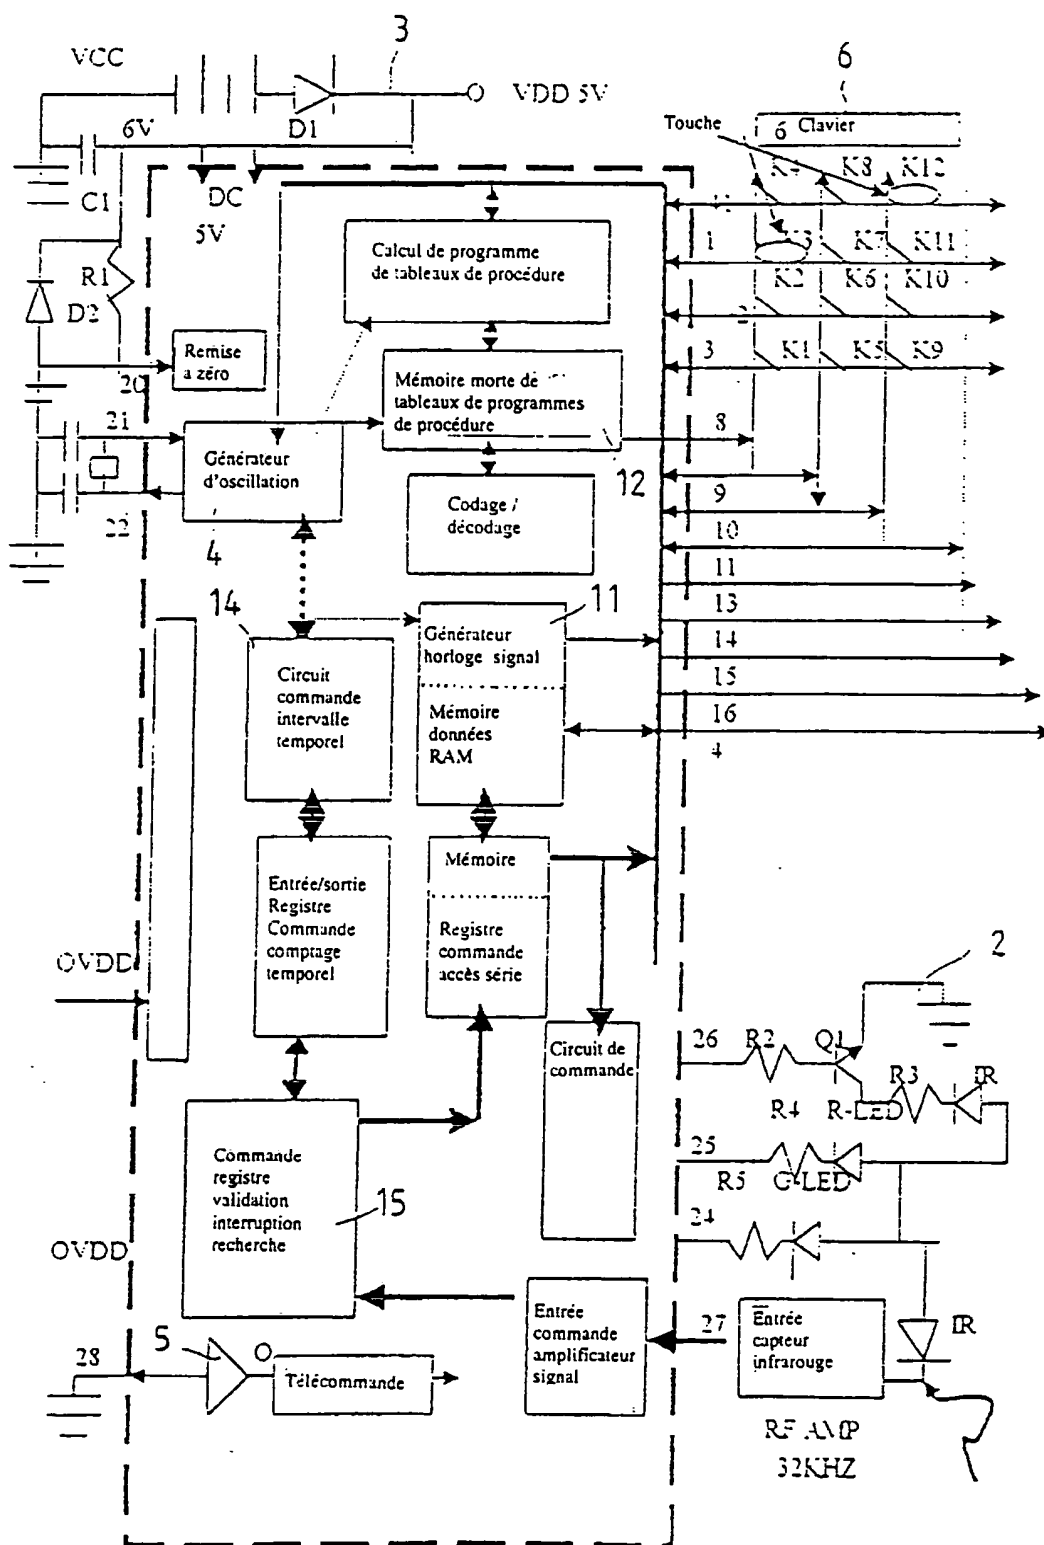 VCC
3
VDD 5V
6V
D1
C1
DC
5V
R1
D2
6
Touche
6 Clavier
K4 K8 K12
1
K3 K7 K11
K2 K6 K10
2
3
K1 K5 K9
Calcul de programme
de tableaux de procédure
Remise
a zéro
20
Mémoire morte de
tableaux de programmes
de procédure
12
21
22
Générateur
d'oscillation
4
Codage /
décodage
8
9
10
11
13
14
15
16
4
14
Circuit
commande
intervalle
temporel
11
Générateur
horloge signal
Mémoire
données
RAM
Entrée/sortie
Registre
Commande
comptage
temporel
Mémoire
Registre
commande
accès série
OVDD
Circuit de
commande
2
26 R2 Q1
R3 IR
R4 R-LED
25
R5 G-LED
24
Commande
registre
validation
interruption
recherche
15
OVDD
Entrée
commande
amplificateur
signal
27
Entrée
capteur
infrarouge
IR
RF AMP
32KHZ
28
5
O
Télécommande